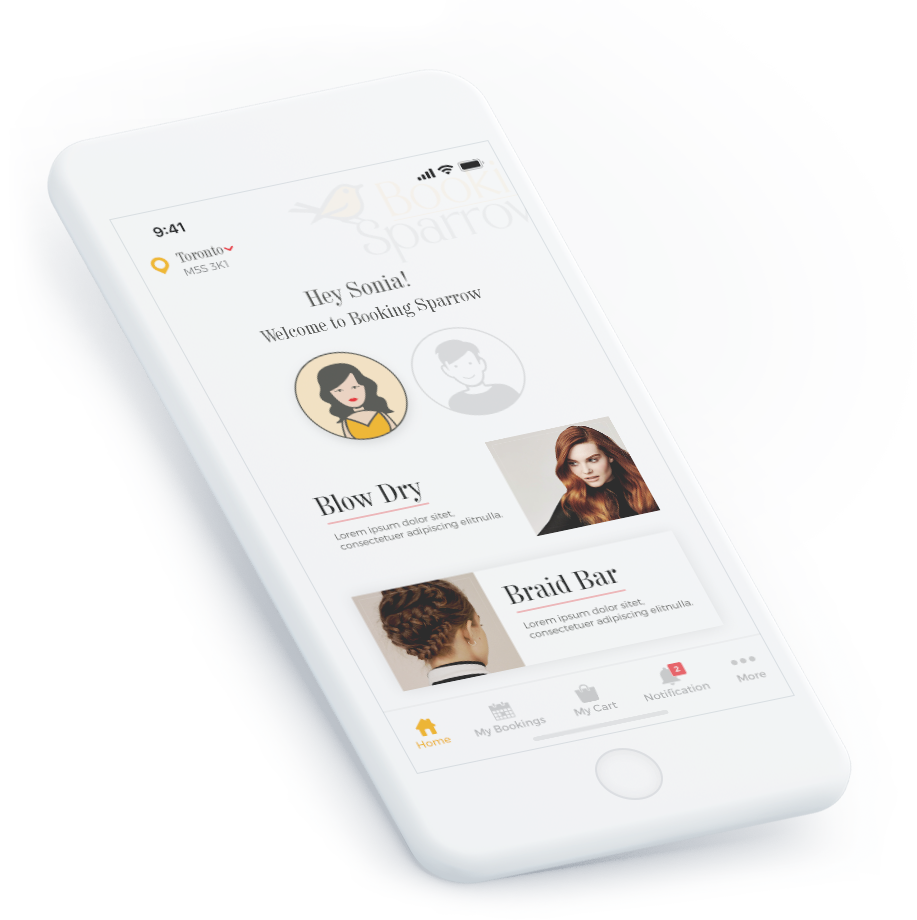 9:41
Toronto
M5S 3K1
Booki
Sparrow
Hey Sonia!
Welcome to Booking Sparrow
Blow Dry
Lorem ipsum dolor sitet,
consectetuer adipiscing elitnulla.
Braid Bar
Lorem ipsum dolor sitet,
consectetuer adipiscing elitnulla.
2
Home
My Bookings
My Cart
Notification
More